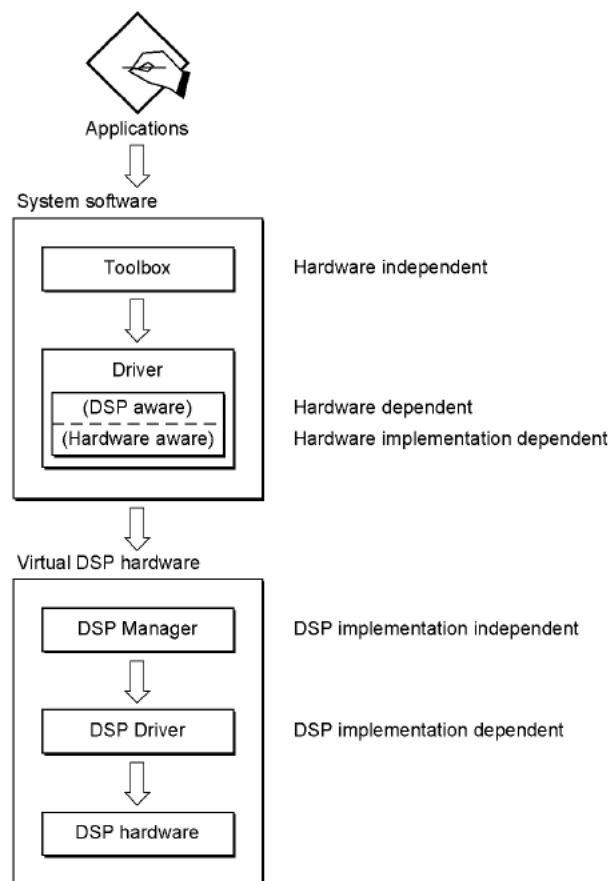 Applications
System software
Toolbox
Hardware independent
Driver
(DSP aware)
Hardware dependent
(Hardware aware)
Hardware implementation dependent
Virtual DSP hardware
DSP Manager
DSP implementation independent
DSP Driver
DSP implementation dependent
DSP hardware